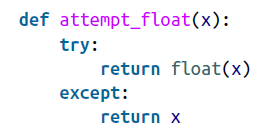 def attempt_float(x):
    try:
        return float(x)
    except:
        return x